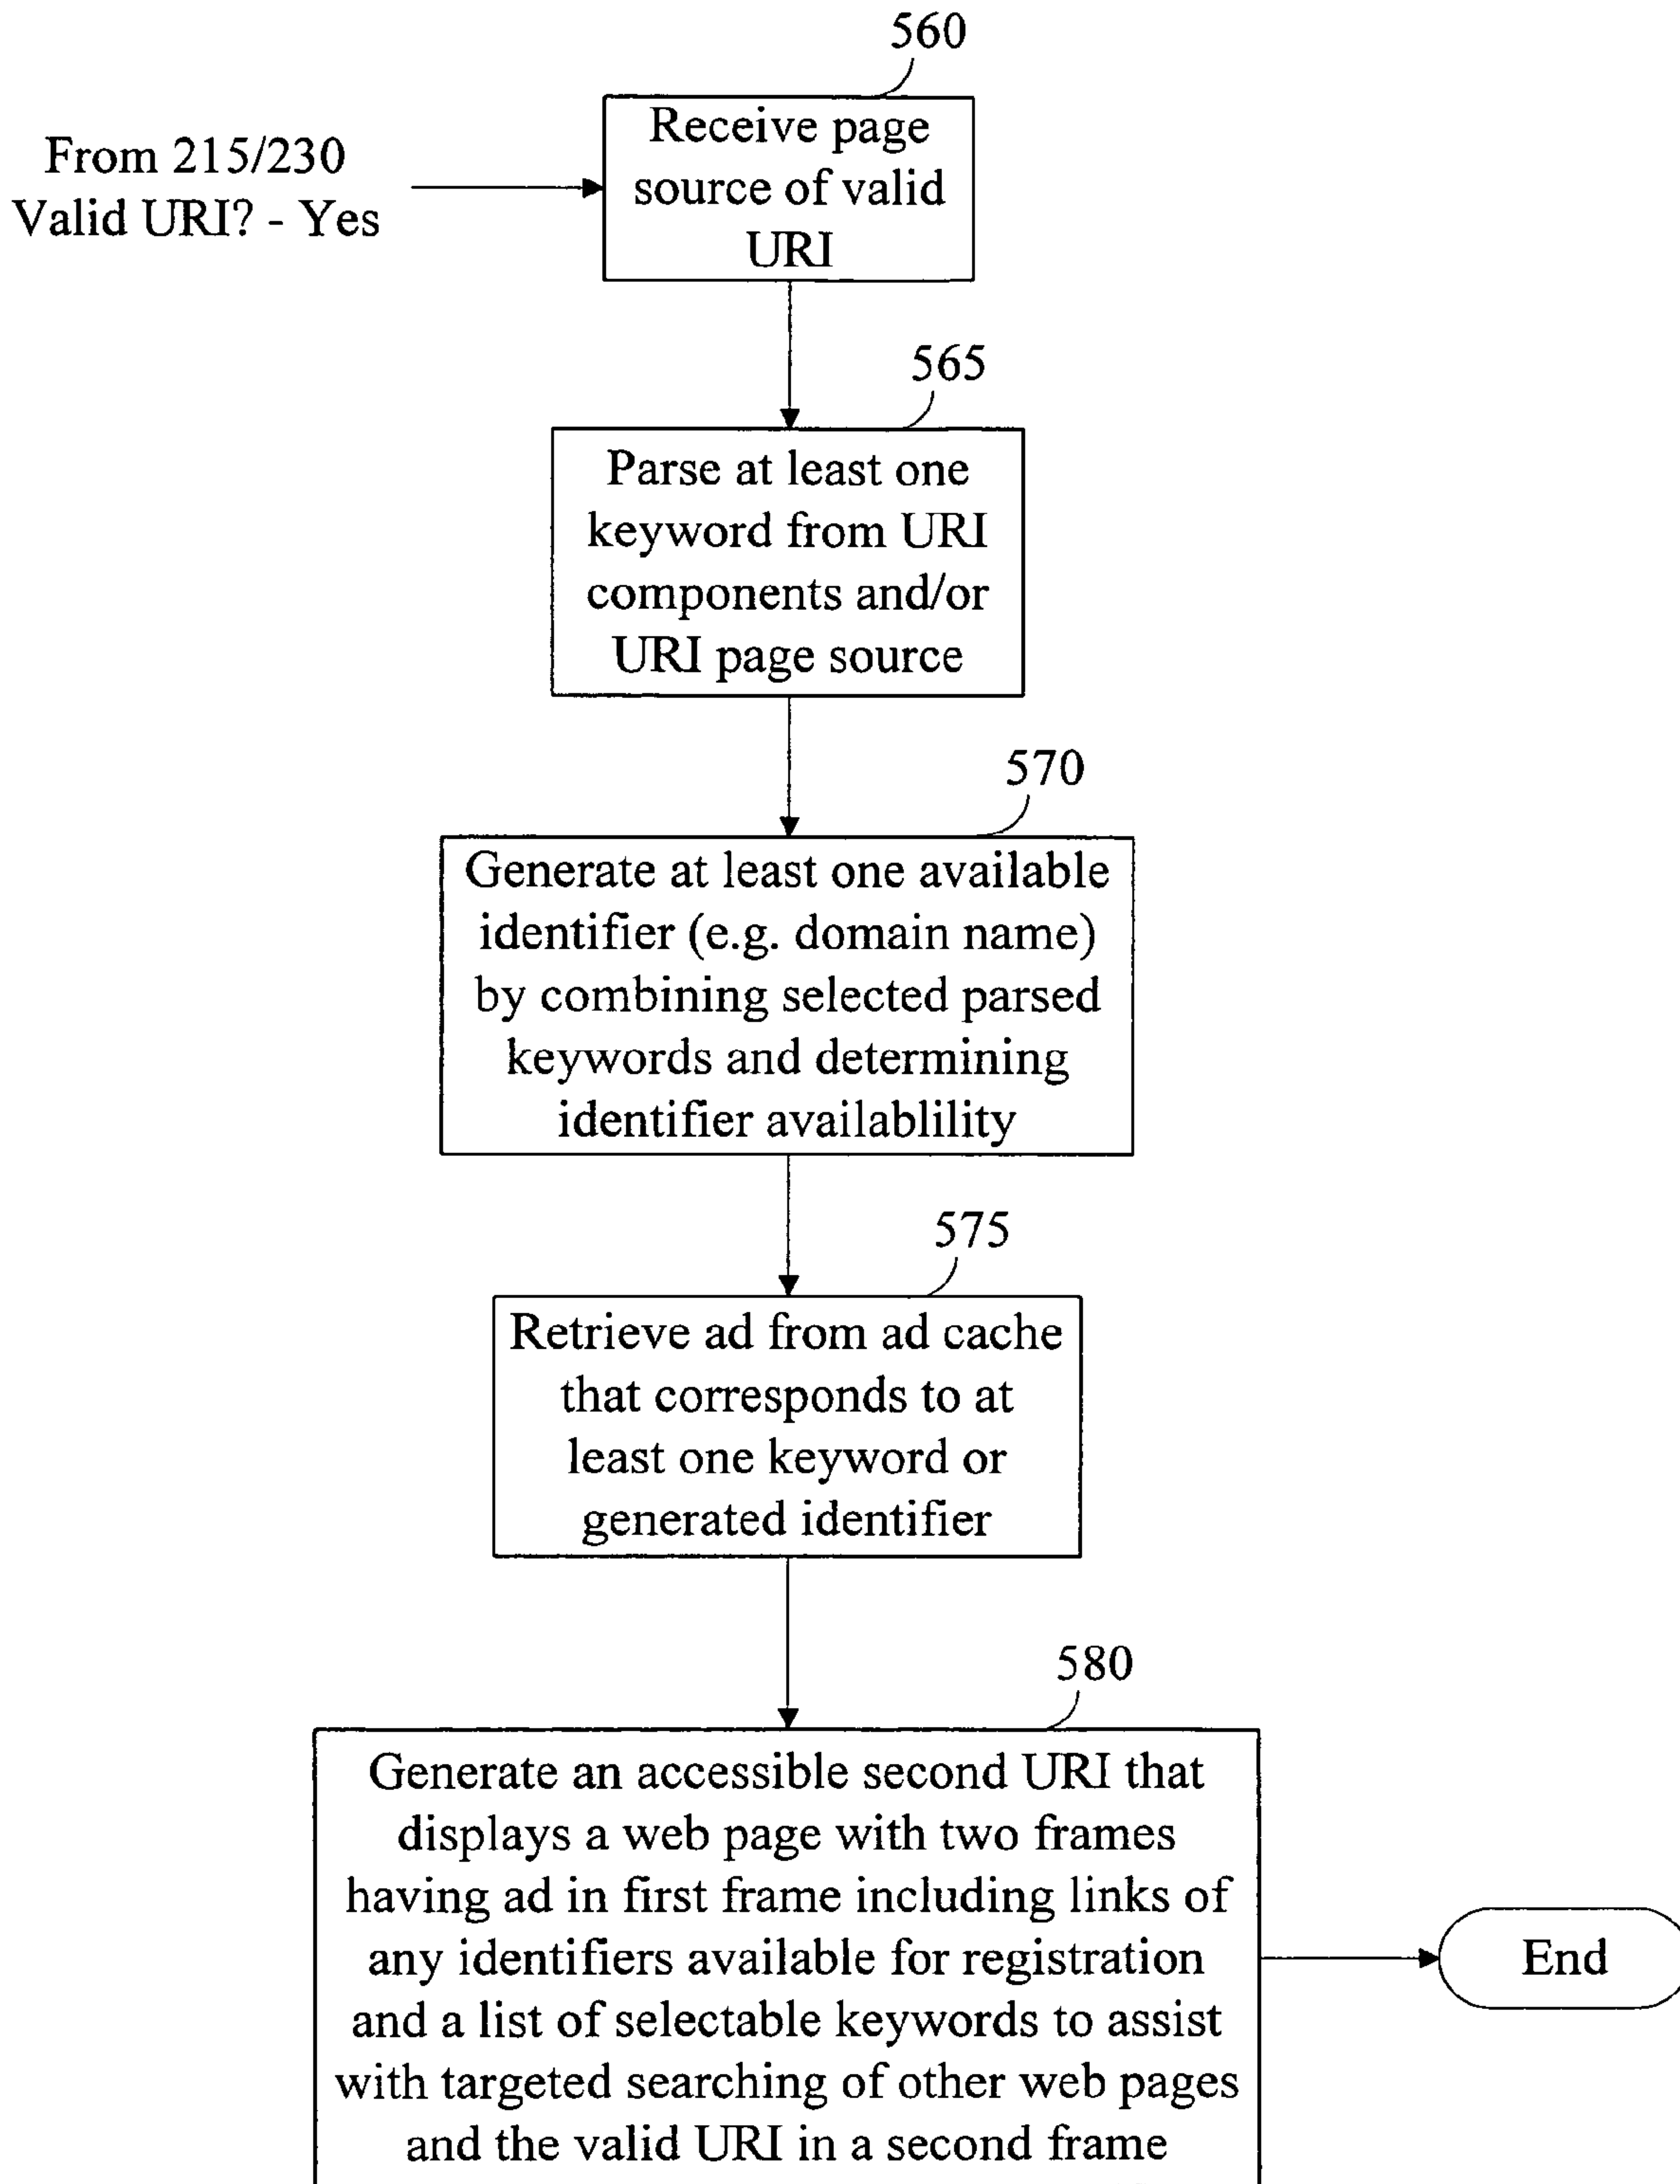 560
From 215/230
Valid URI? - Yes
Receive page
source of valid
URI
565
Parse at least one
keyword from URI
components and/or
URI page source
570
Generate at least one available
identifier (e.g. domain name)
by combining selected parsed
keywords and determining
identifier availablility
575
Retrieve ad from ad cache
that corresponds to at
least one keyword or
generated identifier
580
Generate an accessible second URI that
displays a web page with two frames
having ad in first frame including links of
any identifiers available for registration
and a list of selectable keywords to assist
with targeted searching of other web pages
and the valid URI in a second frame
End